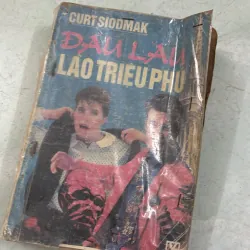 CURT SIODMAK
ĐẦU LÂU
LÃO TRIỆU PHÚ